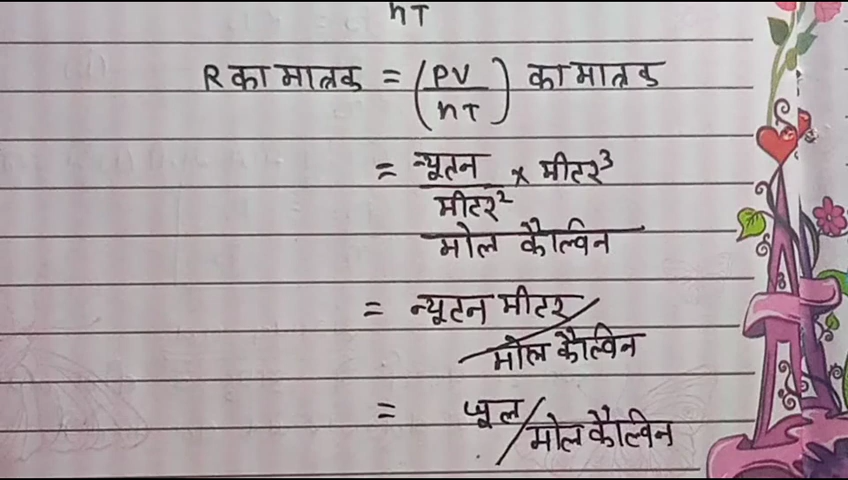 nT
R का मात्रक = (PV/nT) का मात्रक
= न्यूटन/मीटर² × मीटर³
मोल कैल्विन
= न्यूटन मीटर/
मोल कैल्विन
= जूल/मोल कैल्विन